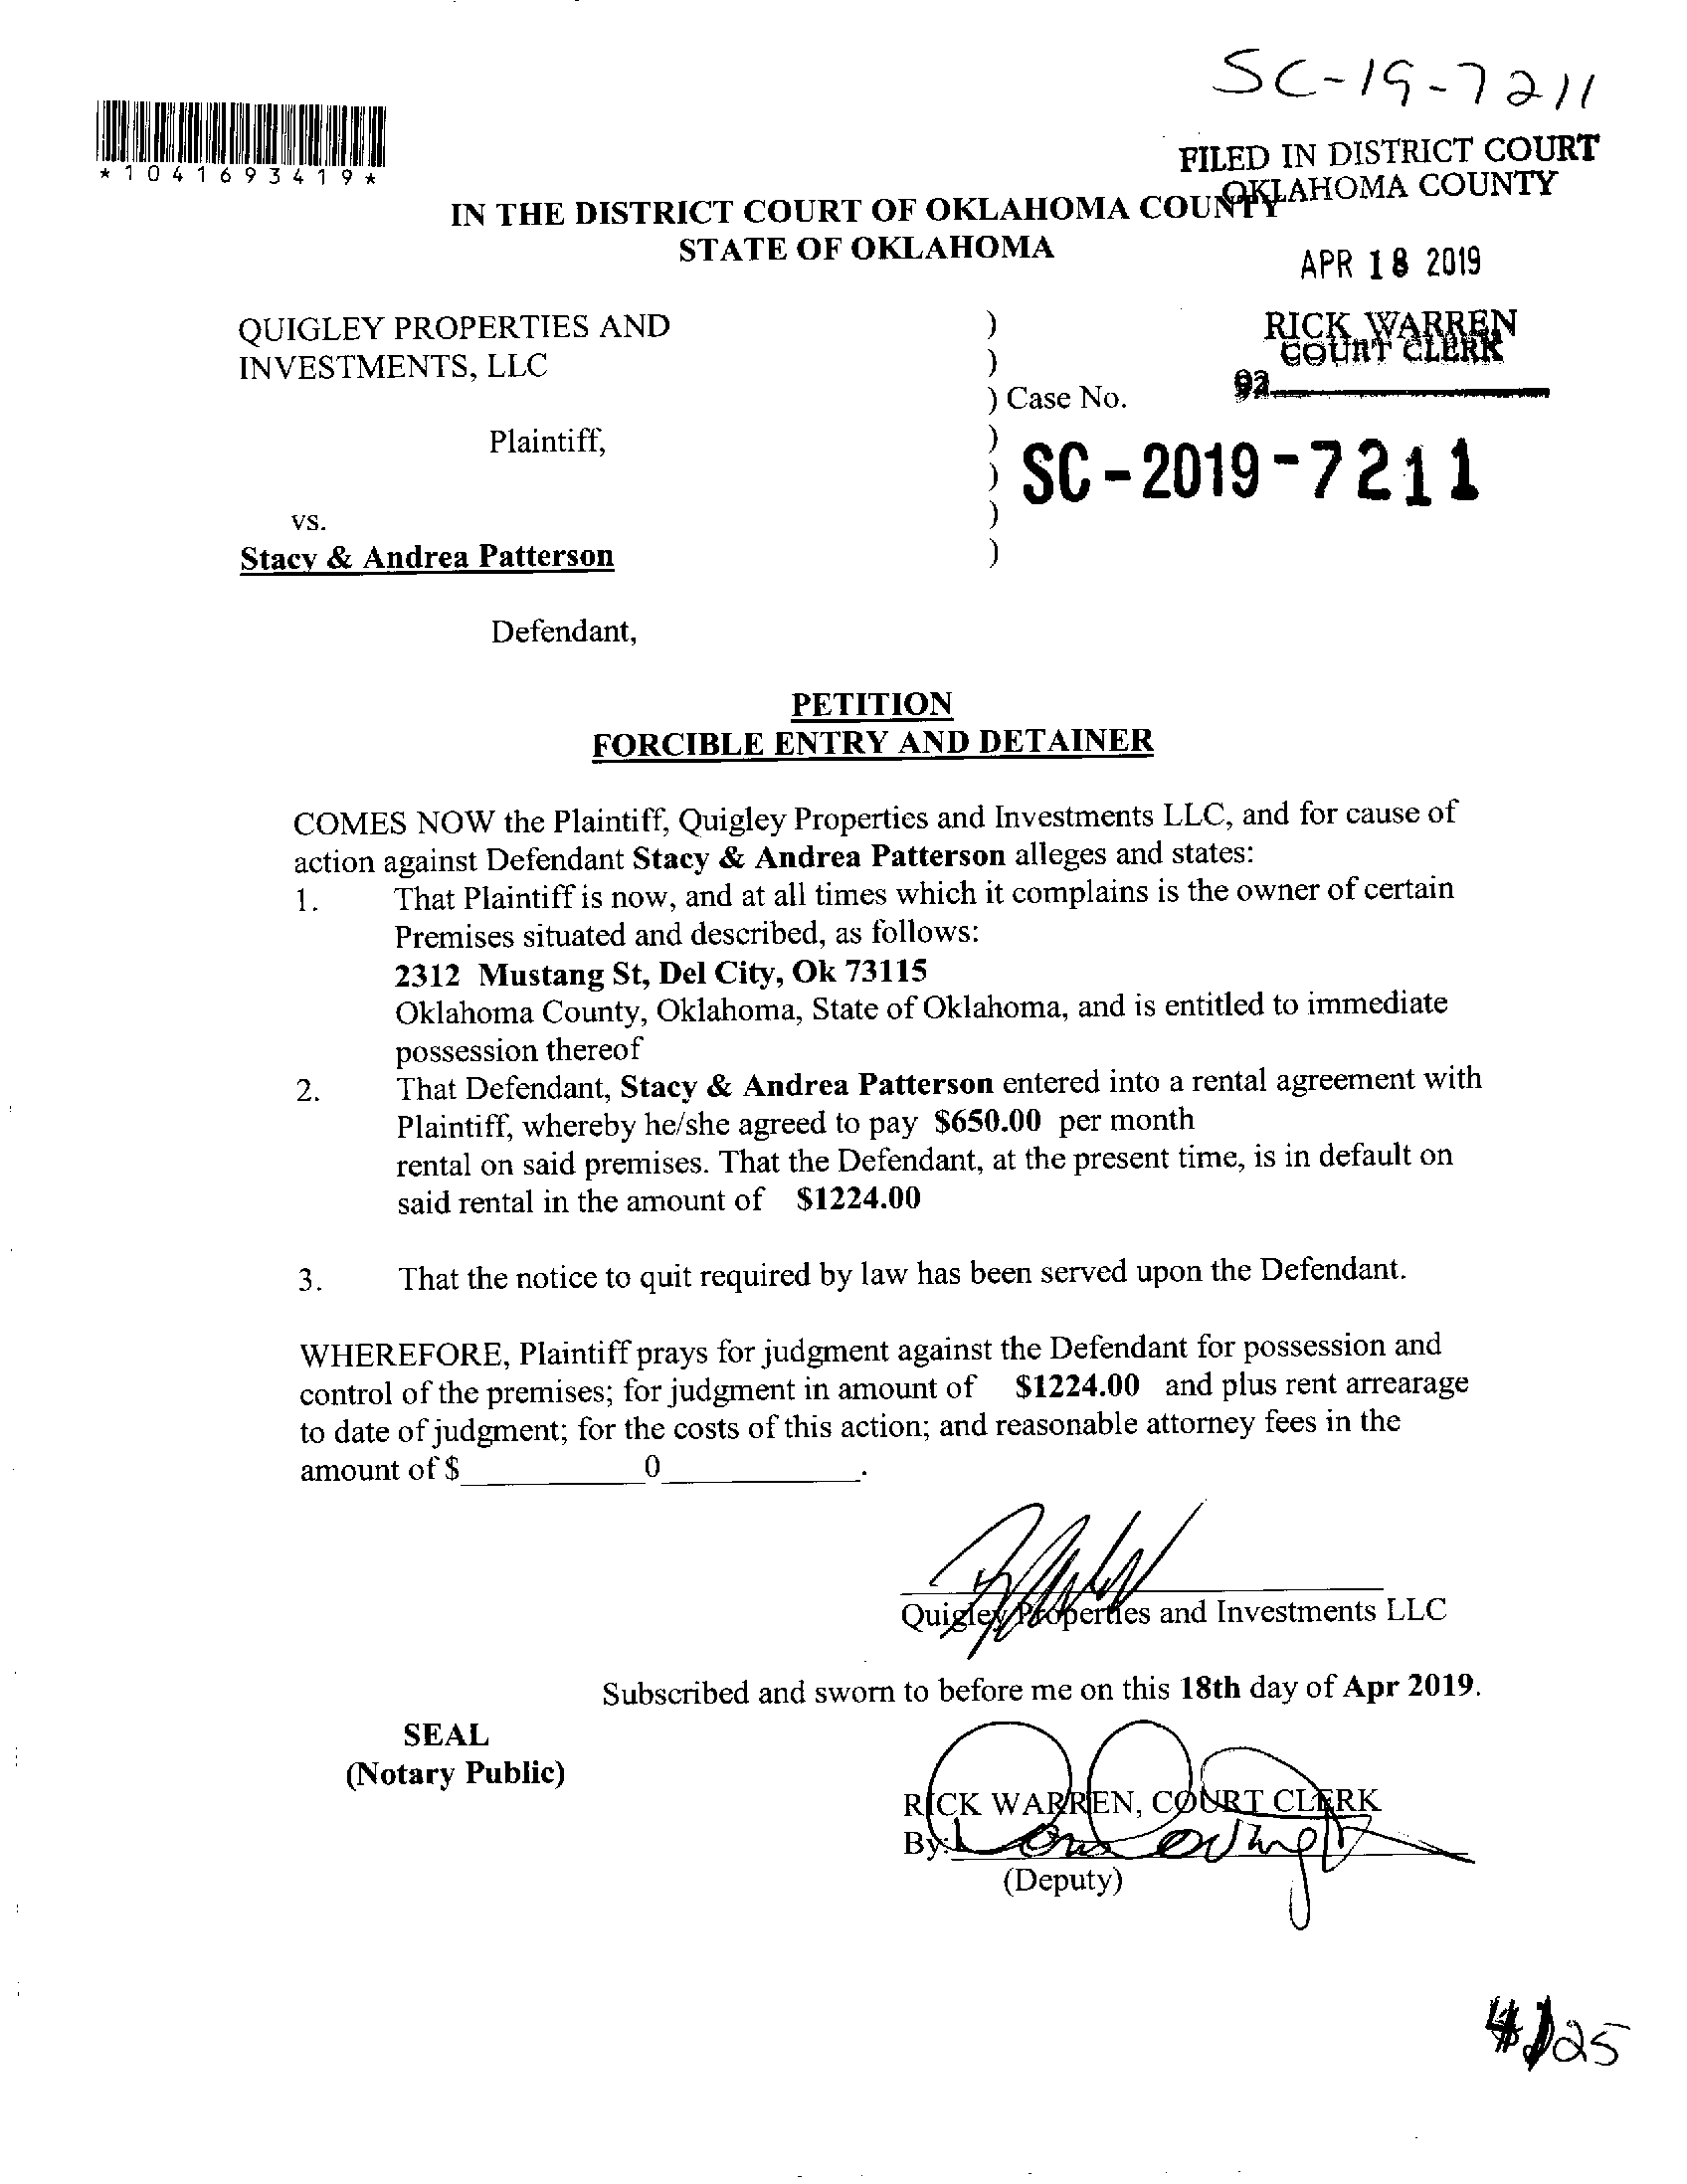 SC-19-7211
*1041693419*
FILED IN DISTRICT COURT
OKLAHOMA COUNTY
IN THE DISTRICT COURT OF OKLAHOMA COUNTY
STATE OF OKLAHOMA
APR 18 2019
QUIGLEY PROPERTIES AND )
INVESTMENTS, LLC )
RICK WARREN
COURT CLERK
) Case No.
92
Plaintiff, )
) SC-2019-7211
vs. )
Stacy & Andrea Patterson )
Defendant,
PETITION
FORCIBLE ENTRY AND DETAINER
COMES NOW the Plaintiff, Quigley Properties and Investments LLC, and for cause of
action against Defendant Stacy & Andrea Patterson alleges and states:
1. That Plaintiff is now, and at all times which it complains is the owner of certain
Premises situated and described, as follows:
2312 Mustang St, Del City, Ok 73115
Oklahoma County, Oklahoma, State of Oklahoma, and is entitled to immediate
possession thereof
2. That Defendant, Stacy & Andrea Patterson entered into a rental agreement with
Plaintiff, whereby he/she agreed to pay $650.00 per month
rental on said premises. That the Defendant, at the present time, is in default on
said rental in the amount of $1224.00
3. That the notice to quit required by law has been served upon the Defendant.
WHEREFORE, Plaintiff prays for judgment against the Defendant for possession and
control of the premises; for judgment in amount of $1224.00 and plus rent arrearage
to date of judgment; for the costs of this action; and reasonable attorney fees in the
amount of $ 0 .
Quigley Properties and Investments LLC
Subscribed and sworn to before me on this 18th day of Apr 2019.
SEAL
(Notary Public)
RICK WARREN, COURT CLERK
By:
(Deputy)